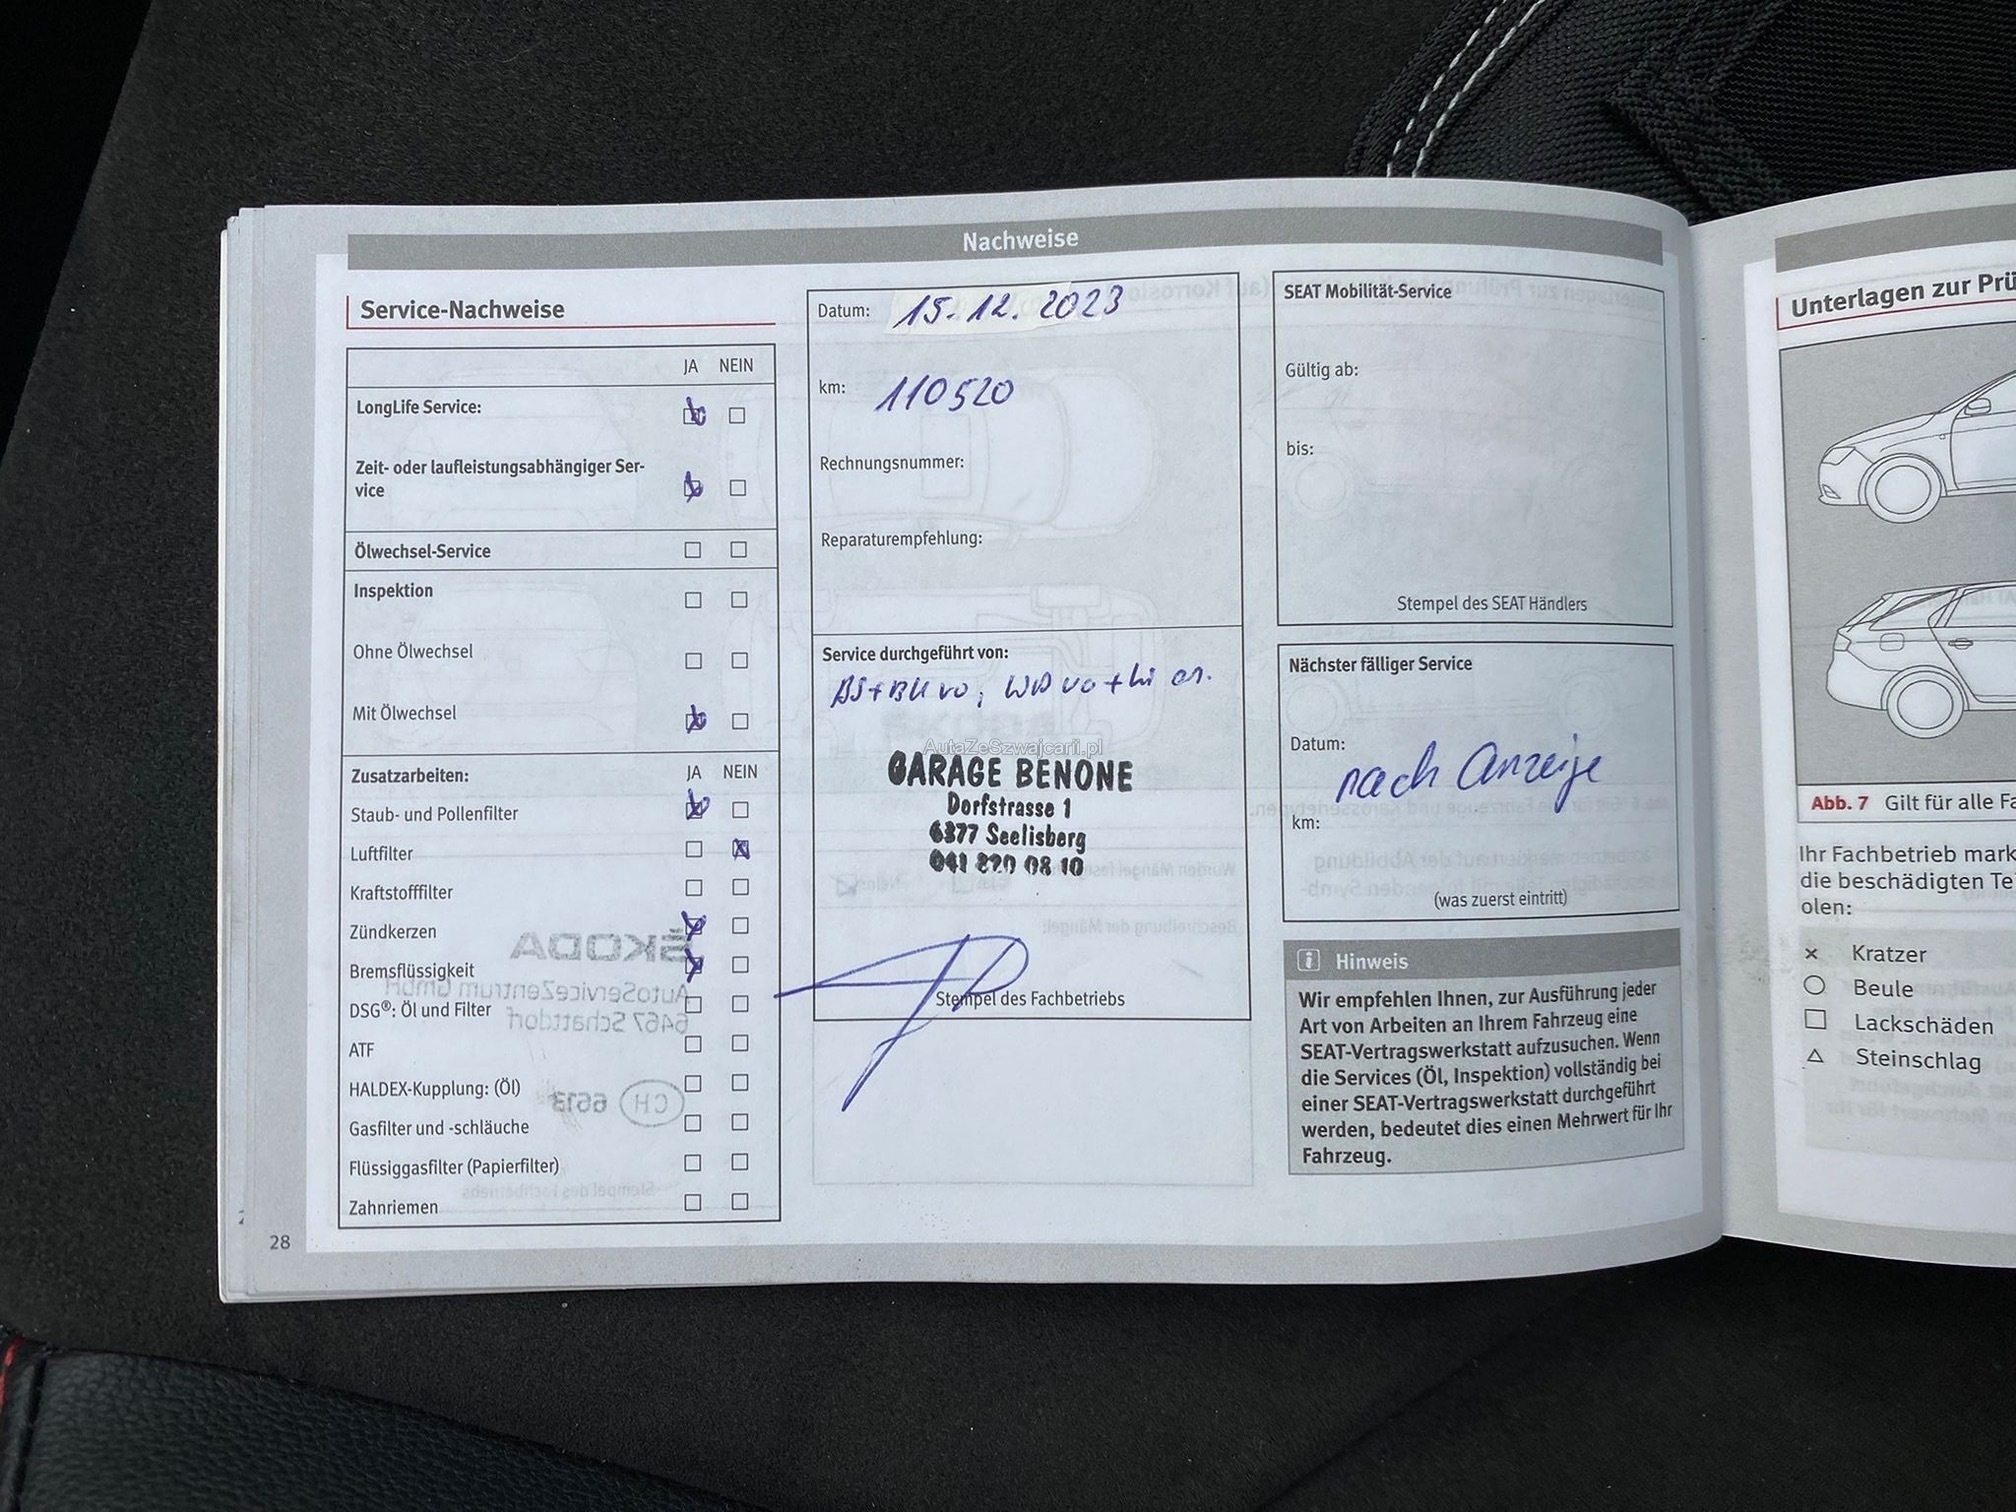 Nachweise
Service-Nachweise
JA NEIN
LongLife Service:
Zeit- oder laufleistungsabhängiger Ser-
vice
Ölwechsel-Service
Inspektion
Ohne Ölwechsel
Mit Ölwechsel
Zusatzarbeiten: JA NEIN
Staub- und Pollenfilter
Luftfilter
Kraftstofffilter
Zündkerzen
Bremsflüssigkeit
DSG®: Öl und Filter
ATF
HALDEX-Kupplung: (Öl)
Gasfilter und -schläuche
Flüssiggasfilter (Papierfilter)
Zahnriemen
28
Datum: 15.12.2023
km: 110520
Rechnungsnummer:
Reparaturempfehlung:
Service durchgeführt von:
AutaZeSzwajcarii.pl
GARAGE BENONE
Dorfstrasse 1
6377 Seelisberg
041 820 08 10
Stempel des Fachbetriebs
SEAT Mobilität-Service
Gültig ab:
bis:
Stempel des SEAT Händlers
Nächster fälliger Service
Datum: nach Anzeige
km:
(was zuerst eintritt)
Hinweis
Wir empfehlen Ihnen, zur Ausführung jeder
Art von Arbeiten an Ihrem Fahrzeug eine
SEAT-Vertragswerkstatt aufzusuchen. Wenn
die Services (Öl, Inspektion) vollständig bei
einer SEAT-Vertragswerkstatt durchgeführt
werden, bedeutet dies einen Mehrwert für Ihr
Fahrzeug.
Unterlagen zur Prü
Abb. 7 Gilt für alle Fa
Ihr Fachbetrieb mark
die beschädigten Te
olen:
Kratzer
Beule
Lackschäden
Steinschlag